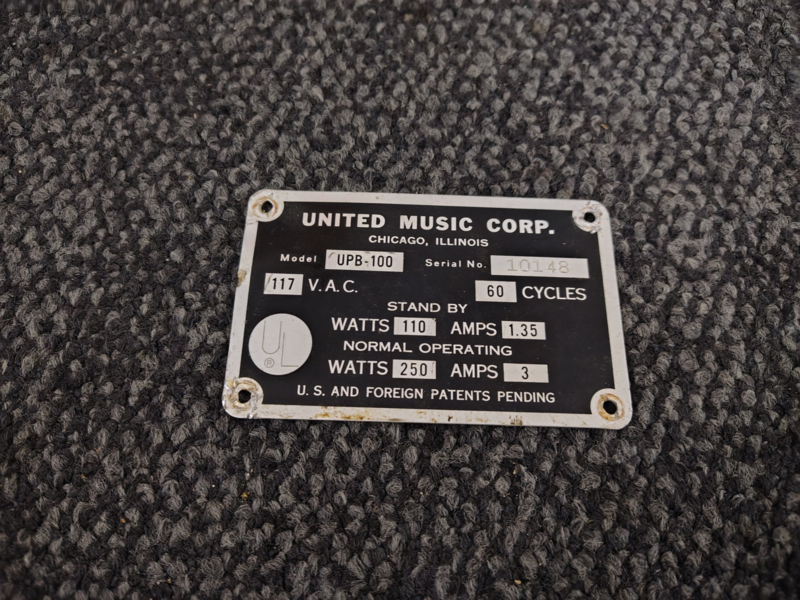 UNITED MUSIC CORP.
CHICAGO, ILLINOIS
Model UPB-100 Serial No. 10148
117 V.A.C. 60 CYCLES
STAND BY
WATTS 110 AMPS 1.35
NORMAL OPERATING
WATTS 250 AMPS 3
UL ®
U.S. AND FOREIGN PATENTS PENDING